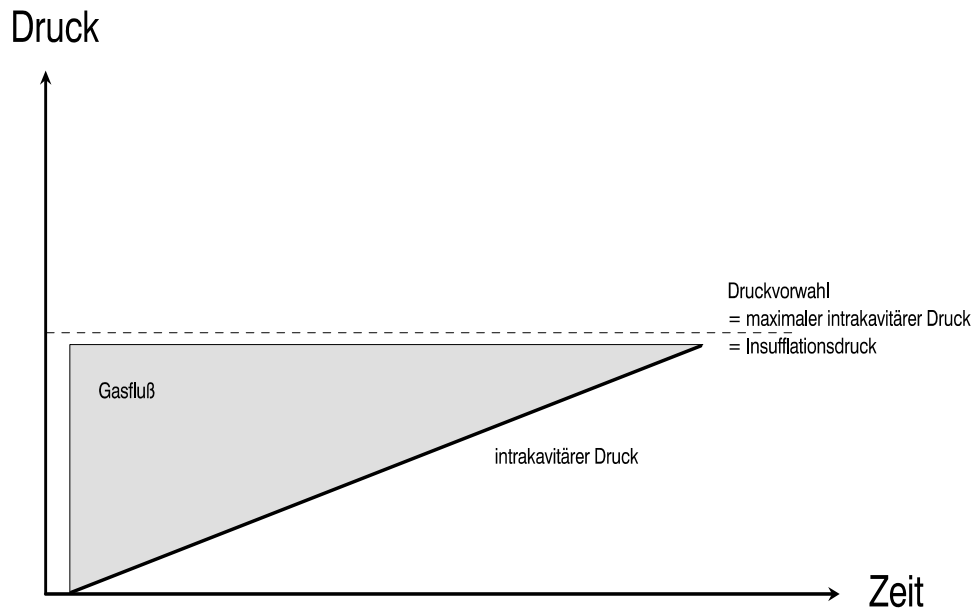 Druck
Druckvorwahl
= maximaler intrakavitärer Druck
= Insufflationsdruck
Gasfluß
intrakavitärer Druck
Zeit